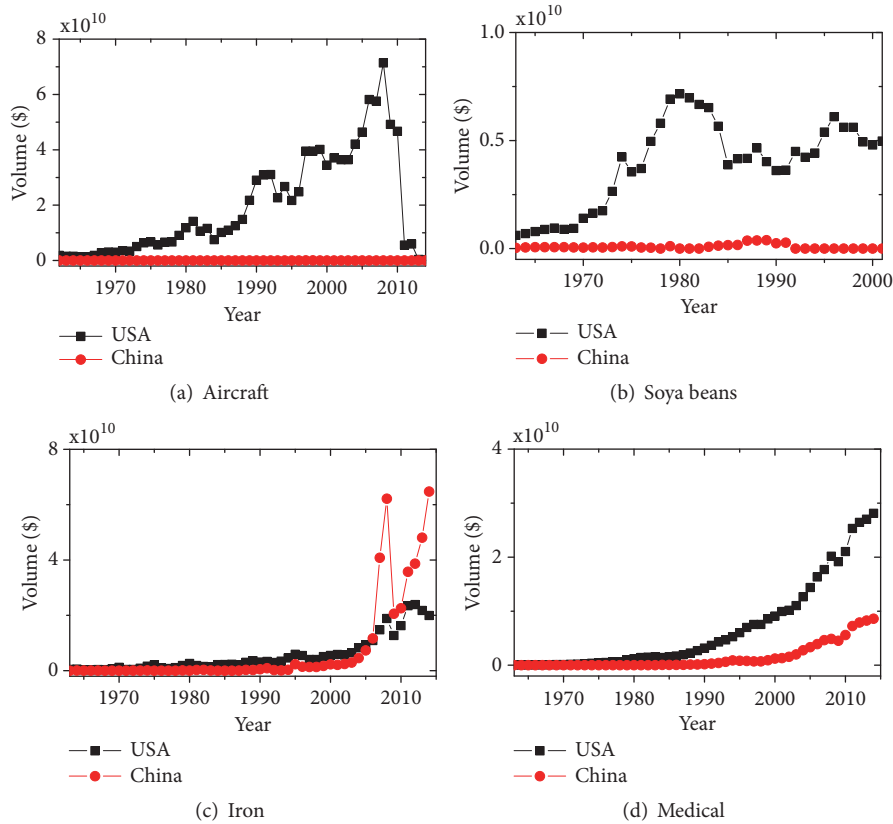 x10^10
8
6
4
2
0
Volume ($)
1970 1980 1990 2000 2010
Year
USA
China
(a) Aircraft
x10^10
1.0
0.5
0.0
Volume ($)
1970 1980 1990 2000
Year
USA
China
(b) Soya beans
x10^10
8
4
0
Volume ($)
1970 1980 1990 2000 2010
Year
USA
China
(c) Iron
x10^10
4
2
0
Volume ($)
1970 1980 1990 2000 2010
Year
USA
China
(d) Medical